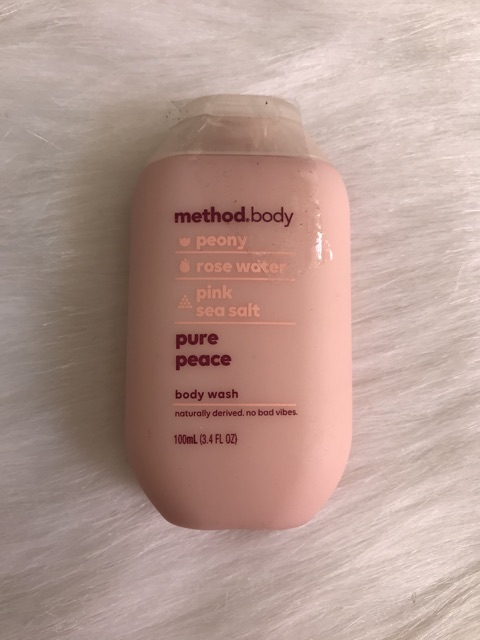 method.body
peony
rose water
pink
sea salt
pure
peace
body wash
naturally derived. no bad vibes.
100mL (3.4 FL OZ)